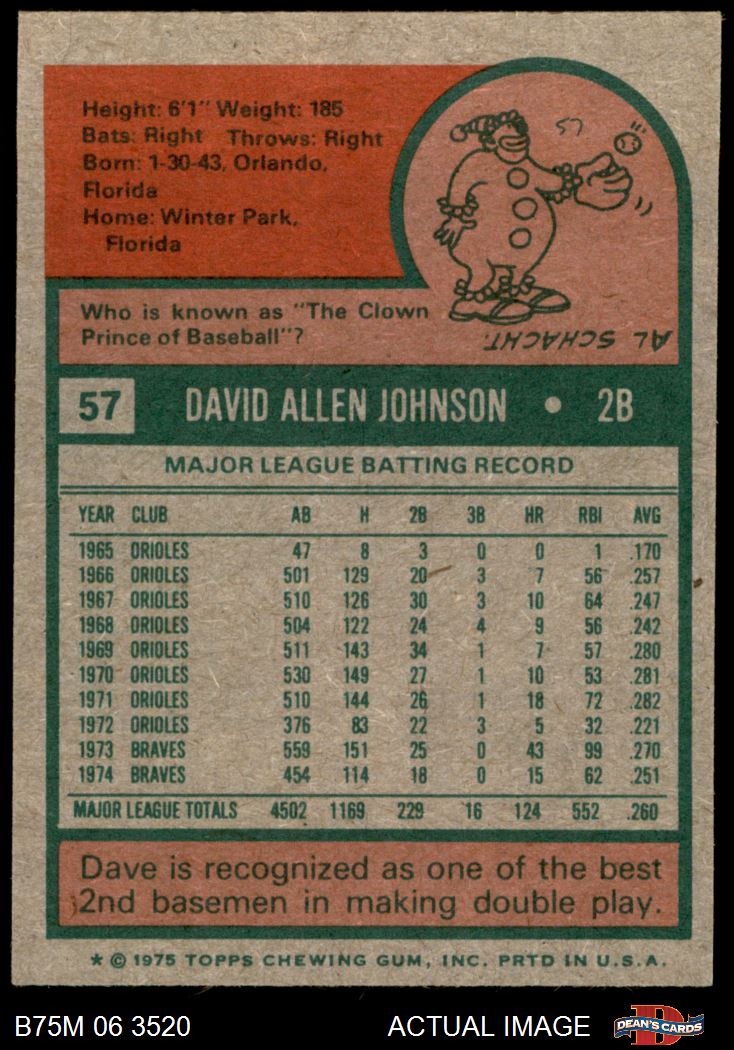 Height: 6'1" Weight: 185
Bats: Right Throws: Right
Born: 1-30-43, Orlando,
Florida
Home: Winter Park,
Florida
57
Who is known as "The Clown
Prince of Baseball"?
AL SCHACHT.
57 DAVID ALLEN JOHNSON • 2B
MAJOR LEAGUE BATTING RECORD
YEAR CLUB AB H 2B 3B HR RBI AVG
1965 ORIOLES 47 8 3 0 0 1 .170
1966 ORIOLES 501 129 20 3 7 56 .257
1967 ORIOLES 510 126 30 3 10 64 .247
1968 ORIOLES 504 122 24 4 9 56 .242
1969 ORIOLES 511 143 34 1 7 57 .280
1970 ORIOLES 530 149 27 1 10 53 .281
1971 ORIOLES 510 144 26 1 18 72 .282
1972 ORIOLES 376 83 22 3 5 32 .221
1973 BRAVES 559 151 25 0 43 99 .270
1974 BRAVES 454 114 18 0 15 62 .251
MAJOR LEAGUE TOTALS 4502 1169 229 16 124 552 .260
Dave is recognized as one of the best
2nd basemen in making double play.
* © 1975 TOPPS CHEWING GUM, INC. PRTD IN U.S.A.
B75M 06 3520 ACTUAL IMAGE DEAN'S CARDS